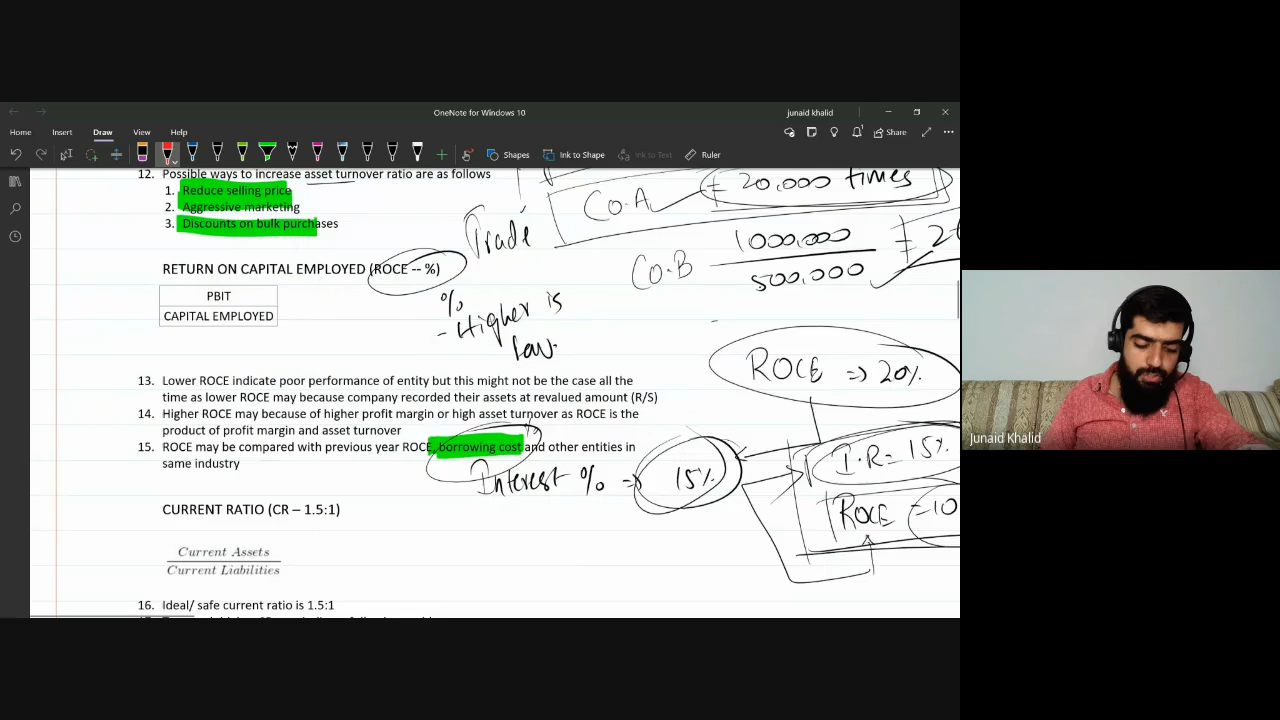 OneNote for Windows 10
junaid khalid
Home Insert Draw View Help
Share
Shapes Ink to Shape Ink to Text Ruler
12. Possible ways to increase asset turnover ratio are as follows
1. Reduce selling price
2. Aggressive marketing
3. Discounts on bulk purchases
Trade
Co.A
= 20,000 times
Co.B
1000,000
500,000
=
RETURN ON CAPITAL EMPLOYED (ROCE -- %)
PBIT
CAPITAL EMPLOYED
%
- Higher is
fav.
ROCE => 20%
13. Lower ROCE indicate poor performance of entity but this might not be the case all the
time as lower ROCE may because company recorded their assets at revalued amount (R/S)
14. Higher ROCE may because of higher profit margin or high asset turnover as ROCE is the
product of profit margin and asset turnover
15. ROCE may be compared with previous year ROCE, borrowing cost and other entities in
same industry
Interest % => 15%
I.R = 15%
ROCE = 10
CURRENT RATIO (CR – 1.5:1)
Current Assets
Current Liabilities
16. Ideal/ safe current ratio is 1.5:1
Junaid Khalid